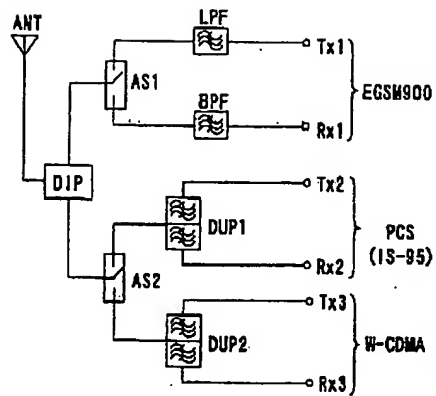 ANT
LPF
Tx1
AS1
EGSM900
BPF
Rx1
DIP
Tx2
DUP1
PCS
(IS-95)
Rx2
AS2
Tx3
DUP2
W-CDMA
Rx3